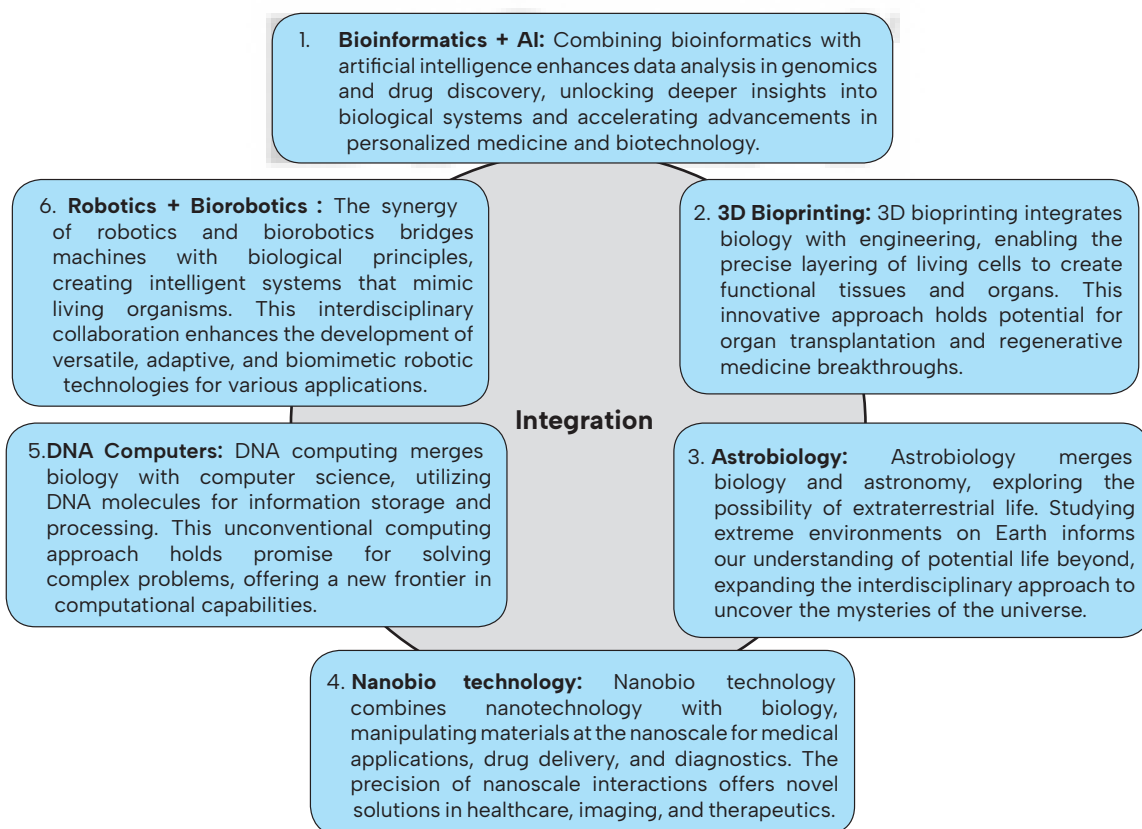 1. Bioinformatics + AI: Combining bioinformatics with
artificial intelligence enhances data analysis in genomics
and drug discovery, unlocking deeper insights into
biological systems and accelerating advancements in
personalized medicine and biotechnology.
2. 3D Bioprinting: 3D bioprinting integrates
biology with engineering, enabling the
precise layering of living cells to create
functional tissues and organs. This
innovative approach holds potential for
organ transplantation and regenerative
medicine breakthroughs.
3. Astrobiology: Astrobiology merges
biology and astronomy, exploring the
possibility of extraterrestrial life. Studying
extreme environments on Earth informs
our understanding of potential life beyond,
expanding the interdisciplinary approach to
uncover the mysteries of the universe.
4. Nanobio technology: Nanobio technology
combines nanotechnology with biology,
manipulating materials at the nanoscale for medical
applications, drug delivery, and diagnostics. The
precision of nanoscale interactions offers novel
solutions in healthcare, imaging, and therapeutics.
5.DNA Computers: DNA computing merges
biology with computer science, utilizing
DNA molecules for information storage and
processing. This unconventional computing
approach holds promise for solving
complex problems, offering a new frontier in
computational capabilities.
6. Robotics + Biorobotics : The synergy
of robotics and biorobotics bridges
machines with biological principles,
creating intelligent systems that mimic
living organisms. This interdisciplinary
collaboration enhances the development of
versatile, adaptive, and biomimetic robotic
technologies for various applications.
Integration